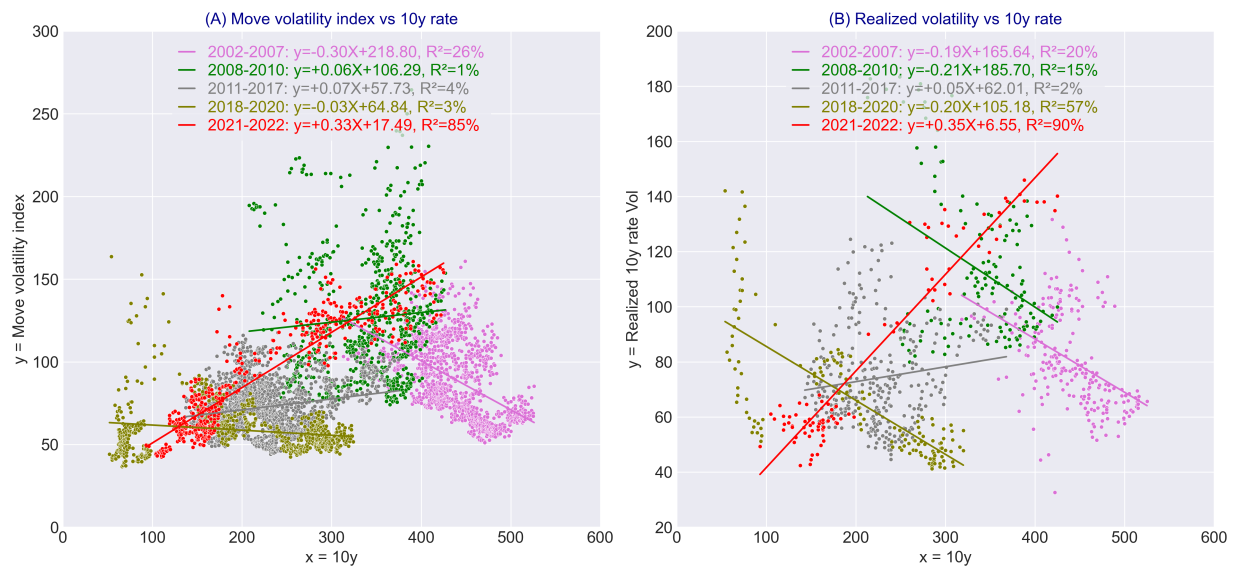 (A) Move volatility index vs 10y rate
300
250
200
150
100
50
0
0 100 200 300 400 500 600
y = Move volatility index
x = 10y
2002-2007: y=-0.30X+218.80, R²=26%
2008-2010: y=+0.06X+106.29, R²=1%
2011-2017: y=+0.07X+57.73, R²=4%
2018-2020: y=-0.03X+64.84, R²=3%
2021-2022: y=+0.33X+17.49, R²=85%
(B) Realized volatility vs 10y rate
200
180
160
140
120
100
80
60
40
20
0 100 200 300 400 500 600
y = Realized 10y rate Vol
x = 10y
2002-2007: y=-0.19X+165.64, R²=20%
2008-2010: y=-0.21X+185.70, R²=15%
2011-2017: y=+0.05X+62.01, R²=2%
2018-2020: y=-0.20X+105.18, R²=57%
2021-2022: y=+0.35X+6.55, R²=90%